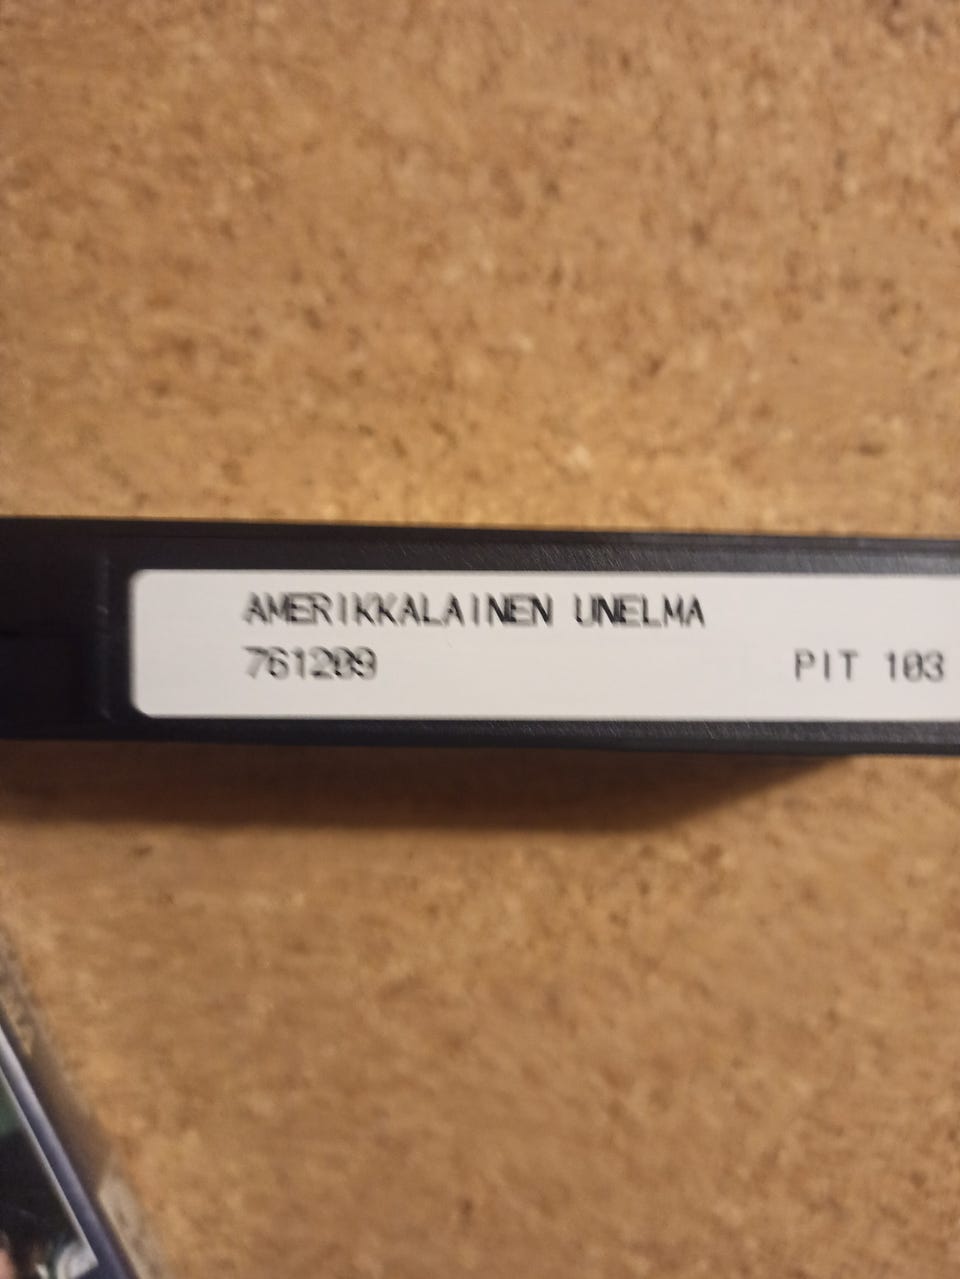 AMERIKKALAINEN UNELMA
761209 PIT 103